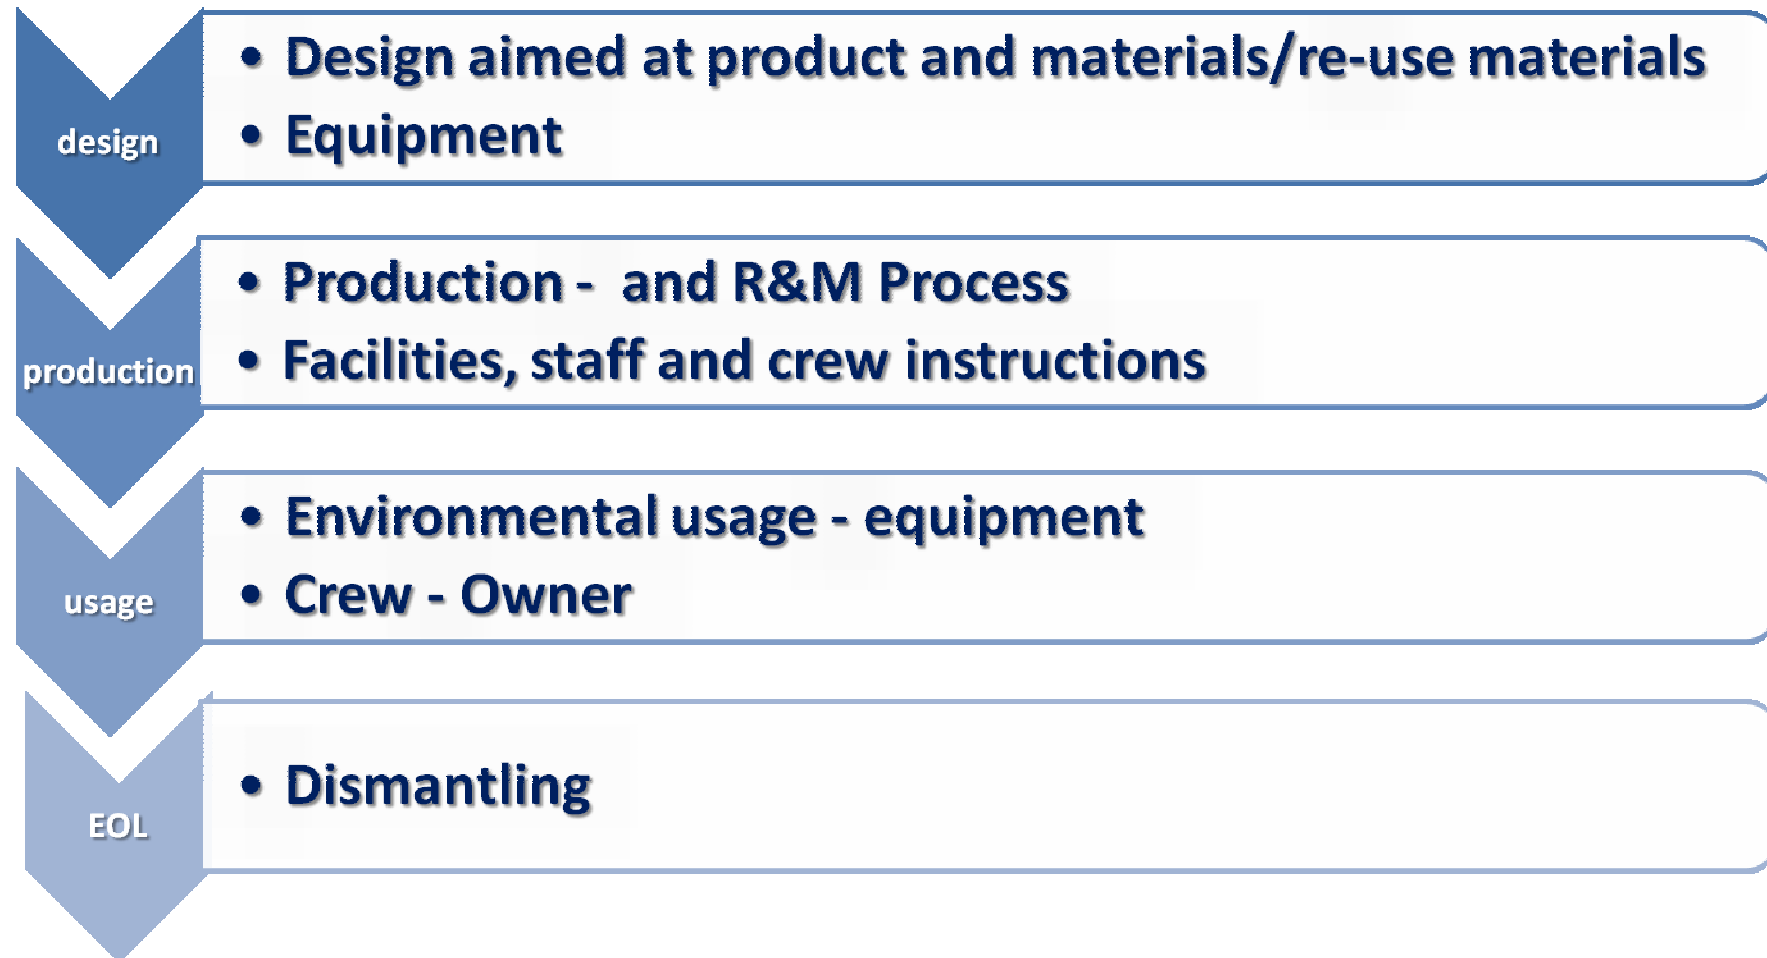 design
• Design aimed at product and materials/re-use materials
• Equipment
production
• Production -  and R&M Process
• Facilities, staff and crew instructions
usage
• Environmental usage - equipment
• Crew - Owner
EOL
• Dismantling